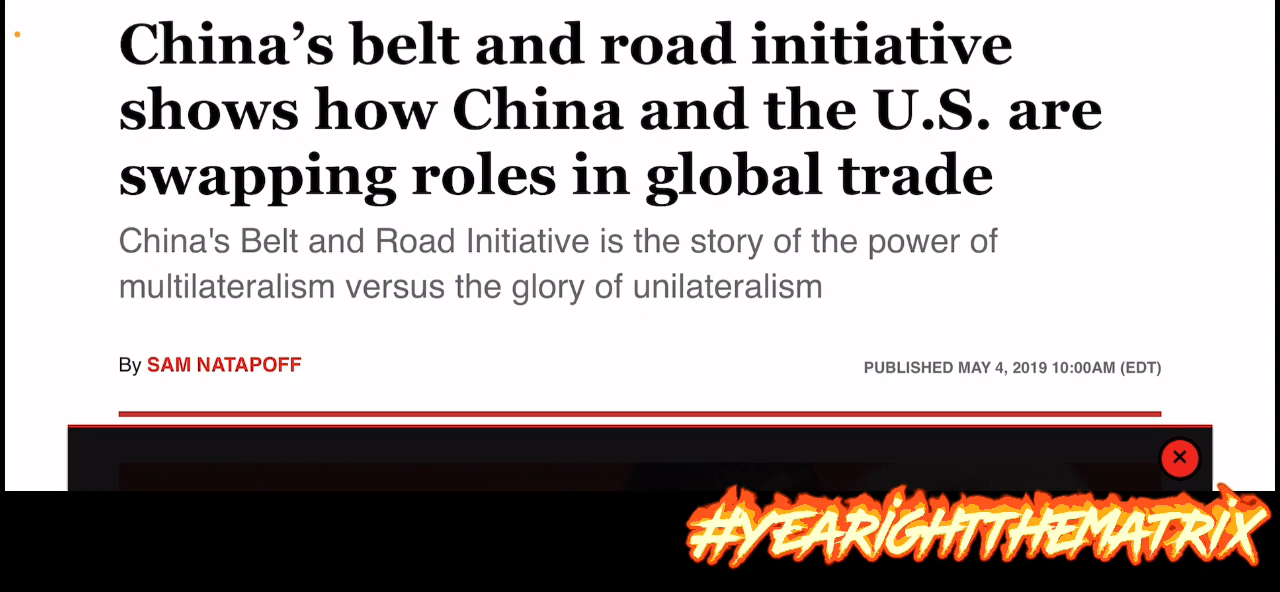 China’s belt and road initiative
shows how China and the U.S. are
swapping roles in global trade
China's Belt and Road Initiative is the story of the power of
multilateralism versus the glory of unilateralism
By SAM NATAPOFF
PUBLISHED MAY 4, 2019 10:00AM (EDT)
#YEARIGHTTHEMATRIX